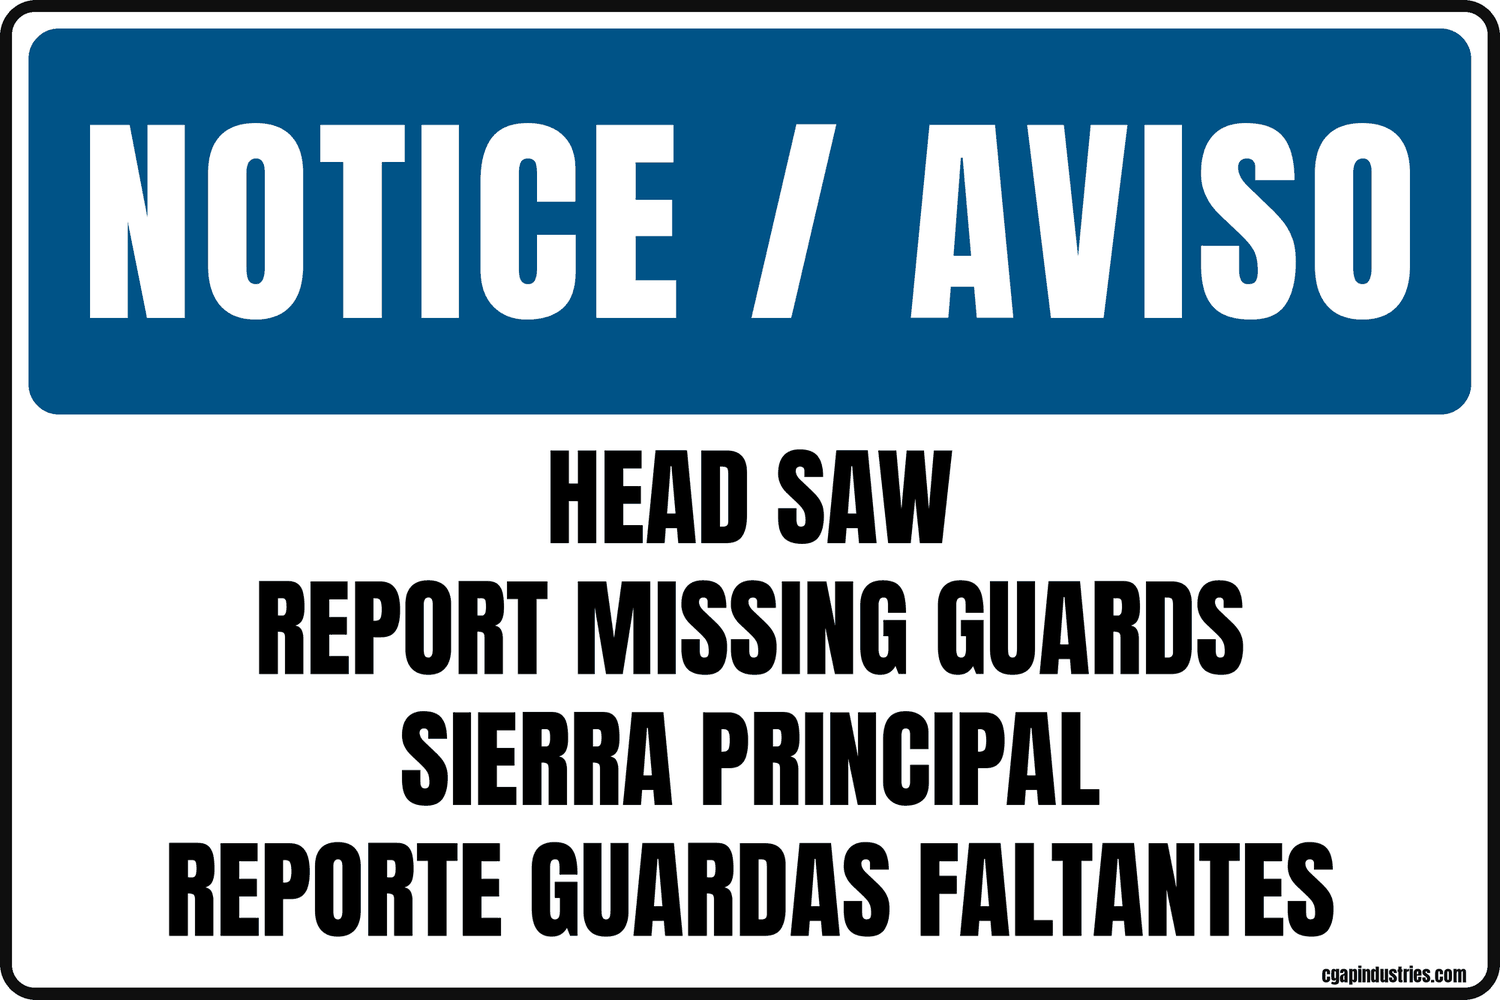 NOTICE / AVISO
HEAD SAW
REPORT MISSING GUARDS
SIERRA PRINCIPAL
REPORTE GUARDAS FALTANTES
cgapindustries.com